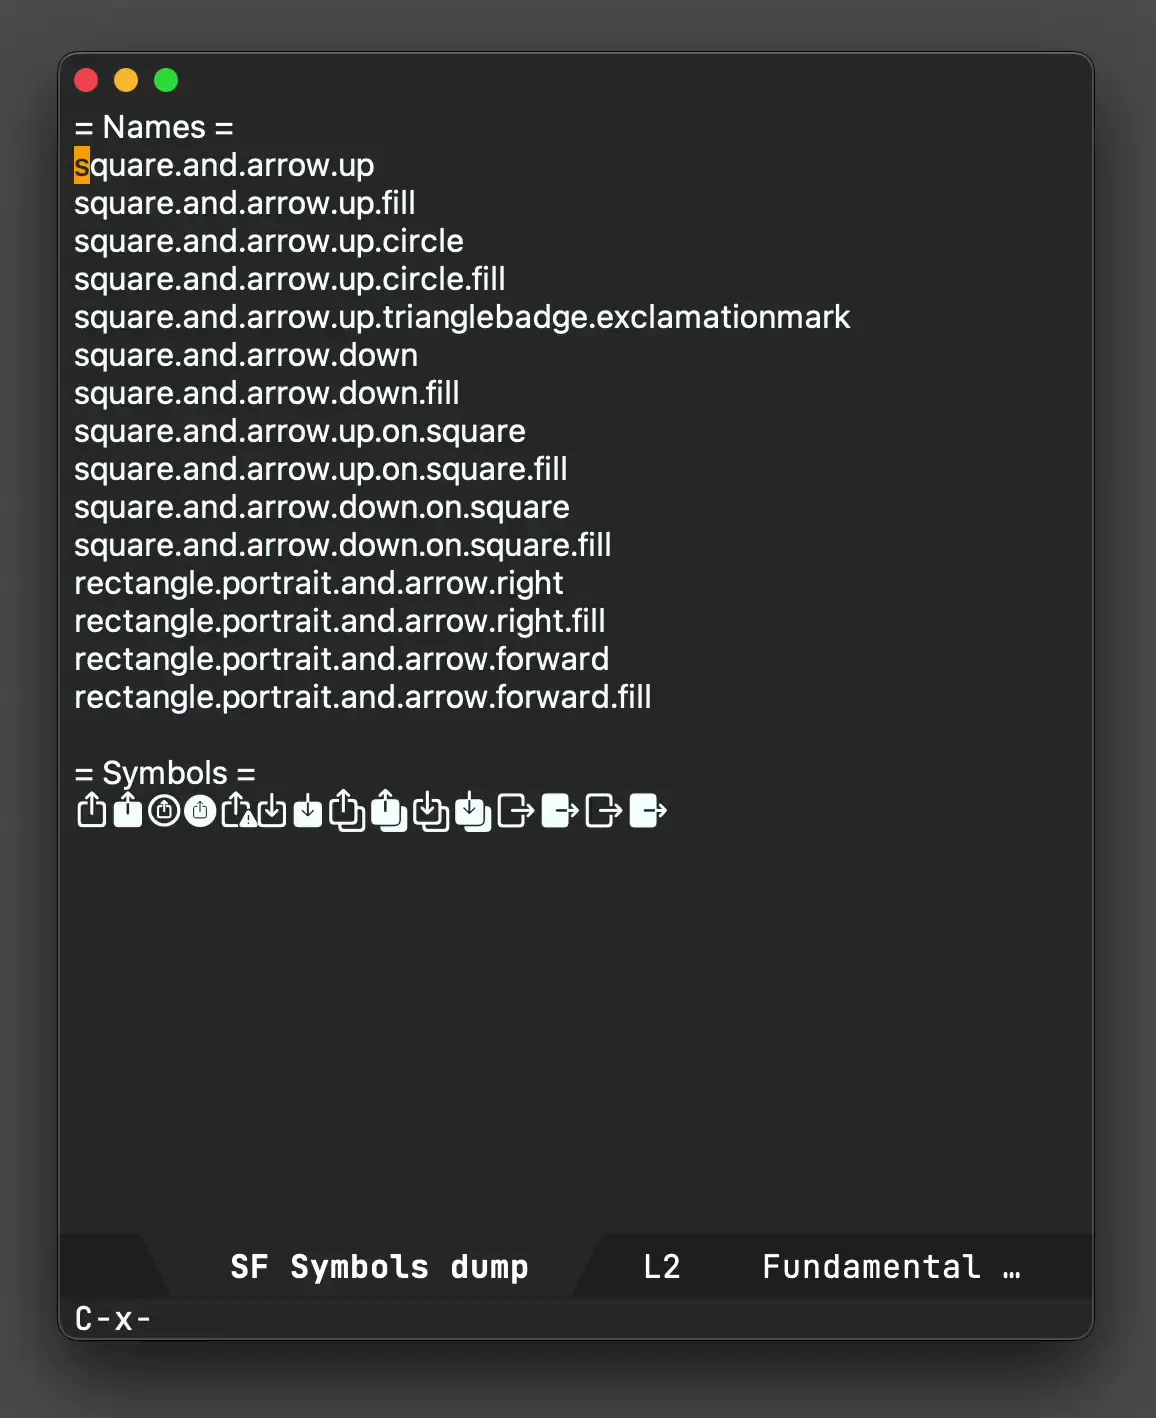 = Names =
square.and.arrow.up
square.and.arrow.up.fill
square.and.arrow.up.circle
square.and.arrow.up.circle.fill
square.and.arrow.up.trianglebadge.exclamationmark
square.and.arrow.down
square.and.arrow.down.fill
square.and.arrow.up.on.square
square.and.arrow.up.on.square.fill
square.and.arrow.down.on.square
square.and.arrow.down.on.square.fill
rectangle.portrait.and.arrow.right
rectangle.portrait.and.arrow.right.fill
rectangle.portrait.and.arrow.forward
rectangle.portrait.and.arrow.forward.fill
= Symbols =
SF Symbols dump L2 Fundamental …
C-x-